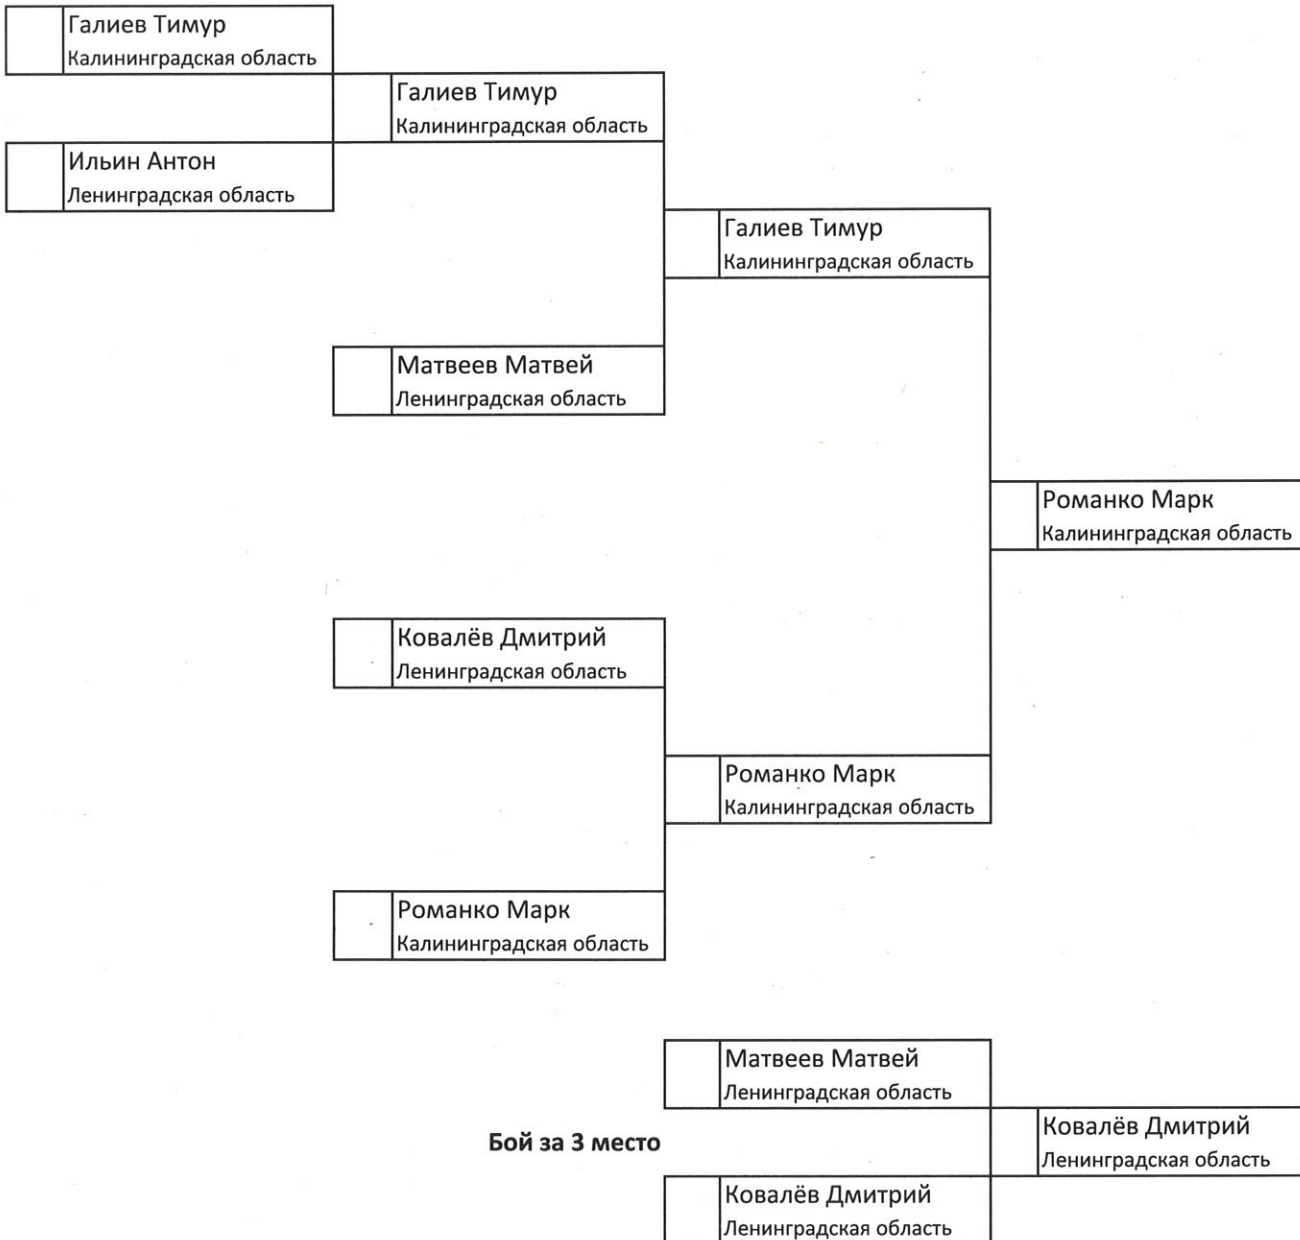 Галиев Тимур
Калининградская область
Галиев Тимур
Калининградская область
Ильин Антон
Ленинградская область
Галиев Тимур
Калининградская область
Матвеев Матвей
Ленинградская область
Романко Марк
Калининградская область
Ковалёв Дмитрий
Ленинградская область
Романко Марк
Калининградская область
Романко Марк
Калининградская область
Матвеев Матвей
Ленинградская область
Ковалёв Дмитрий
Ленинградская область
Бой за 3 место
Ковалёв Дмитрий
Ленинградская область